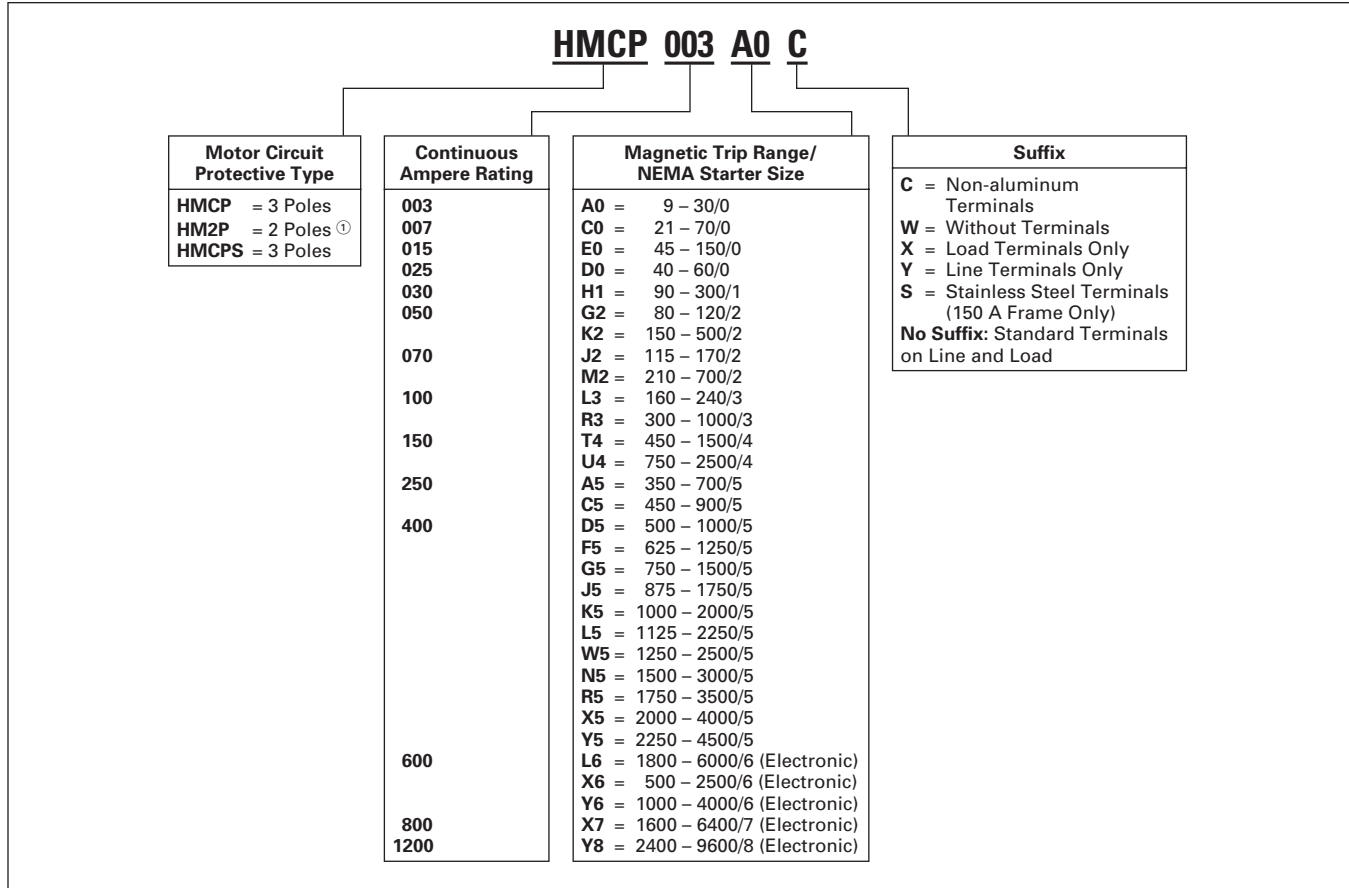 HMCP 003 A0 C
Motor Circuit
Protective Type
HMCP = 3 Poles
HM2P = 2 Poles ①
HMCPS = 3 Poles
Continuous
Ampere Rating
003
007
015
025
030
050
070
100
150
250
400
600
800
1200
Magnetic Trip Range/
NEMA Starter Size
A0 = 9 – 30/0
C0 = 21 – 70/0
E0 = 45 – 150/0
D0 = 40 – 60/0
H1 = 90 – 300/1
G2 = 80 – 120/2
K2 = 150 – 500/2
J2 = 115 – 170/2
M2 = 210 – 700/2
L3 = 160 – 240/3
R3 = 300 – 1000/3
T4 = 450 – 1500/4
U4 = 750 – 2500/4
A5 = 350 – 700/5
C5 = 450 – 900/5
D5 = 500 – 1000/5
F5 = 625 – 1250/5
G5 = 750 – 1500/5
J5 = 875 – 1750/5
K5 = 1000 – 2000/5
L5 = 1125 – 2250/5
W5 = 1250 – 2500/5
N5 = 1500 – 3000/5
R5 = 1750 – 3500/5
X5 = 2000 – 4000/5
Y5 = 2250 – 4500/5
L6 = 1800 – 6000/6 (Electronic)
X6 = 500 – 2500/6 (Electronic)
Y6 = 1000 – 4000/6 (Electronic)
X7 = 1600 – 6400/7 (Electronic)
Y8 = 2400 – 9600/8 (Electronic)
Suffix
C = Non-aluminum
Terminals
W = Without Terminals
X = Load Terminals Only
Y = Line Terminals Only
S = Stainless Steel Terminals
(150 A Frame Only)
No Suffix: Standard Terminals
on Line and Load